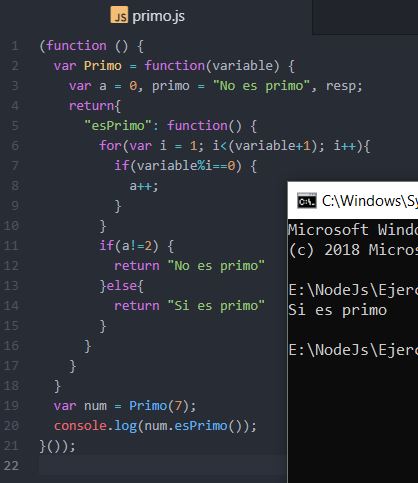 JS primo.js
1 (function () {
2 var Primo = function(variable) {
3 var a = 0, primo = "No es primo", resp;
4 return{
5 "esPrimo": function() {
6 for(var i = 1; i<(variable+1); i++){
7 if(variable%i==0) {
8 a++;
9 }
10 }
11 if(a!=2) {
12 return "No es primo"
13 }else{
14 return "Si es primo"
15 }
16 }
17 }
18 }
19 var num = Primo(7);
20 console.log(num.esPrimo());
21 }());
22
C:\. C:\Windows\Sy
Microsoft Windo
(c) 2018 Micros
E:\NodeJs\Ejerc
Si es primo
E:\NodeJs\Ejerc